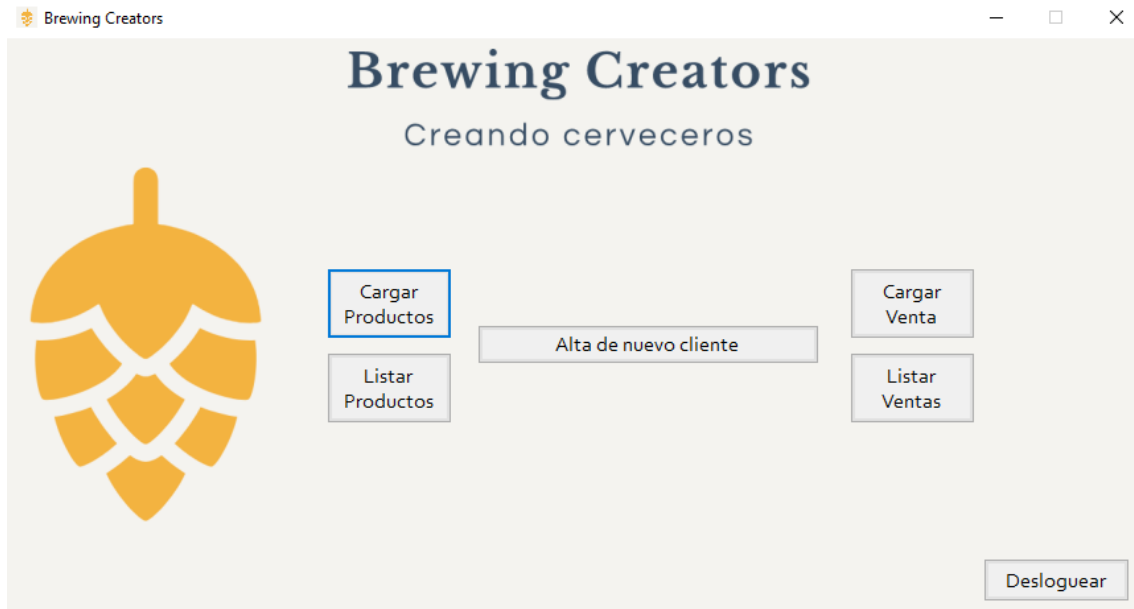 Brewing Creators
Brewing Creators
Creando cerveceros
Cargar
Productos
Listar
Productos
Alta de nuevo cliente
Cargar
Venta
Listar
Ventas
Desloguear